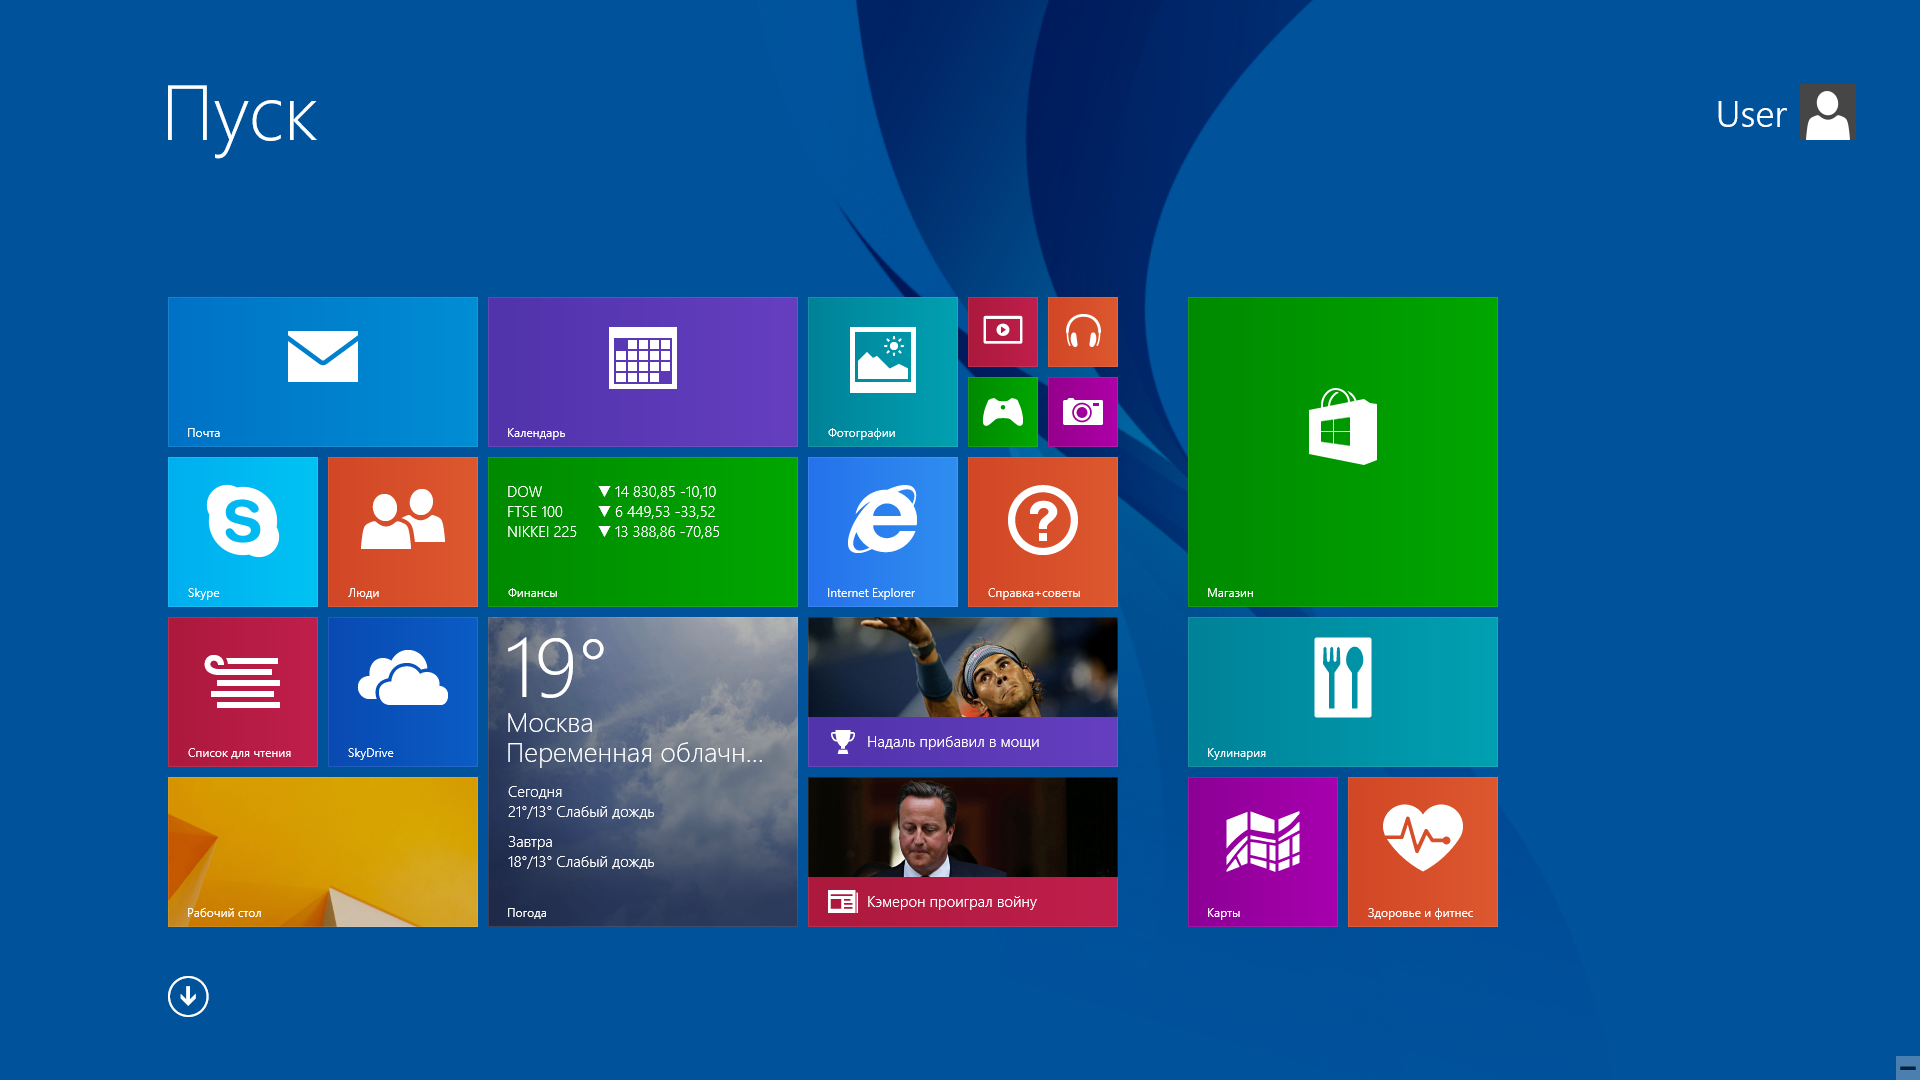 Пуск
User
Почта
Календарь
Фотографии
Skype
Люди
DOW ▼ 14 830,85 -10,10
FTSE 100 ▼ 6 449,53 -33,52
NIKKEI 225 ▼ 13 388,86 -70,85
Финансы
Internet Explorer
Справка+советы
Магазин
Список для чтения
SkyDrive
19°
Москва
Переменная облачн...
Сегодня
21°/13° Слабый дождь
Завтра
18°/13° Слабый дождь
Погода
Надаль прибавил в мощи
Кулинария
Рабочий стол
Кэмерон проиграл войну
Карты
Здоровье и фитнес